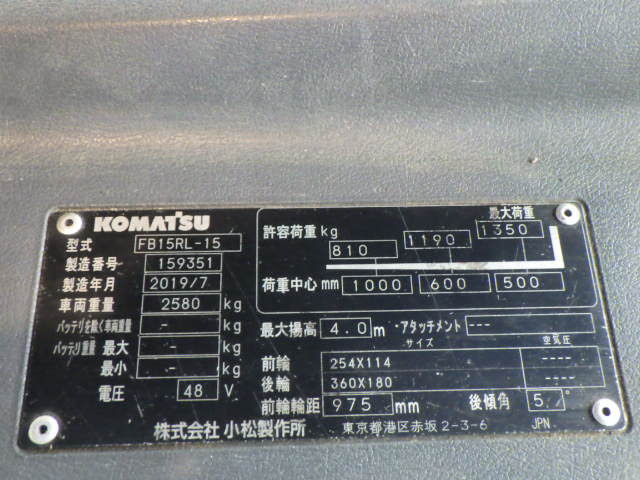 KOMATSU
型式 FB15RL-15
製造番号 159351
製造年月 2019/7
車両重量 2580 kg
バッテリを除く車両重量 - kg
バッテリ重量 最大 - kg
最小 - kg
電圧 48 V
最大荷重
許容荷重 kg 810 1190 1350
荷重中心 mm 1000 600 500
最大揚高 4.0 m ・アタッチメント ---
サイズ 空気圧
前輪 254X114 ----
後輪 360X180 ----
前輪輪距 975 mm 後傾角 5°
株式会社 小松製作所 東京都港区赤坂2-3-6 JPN